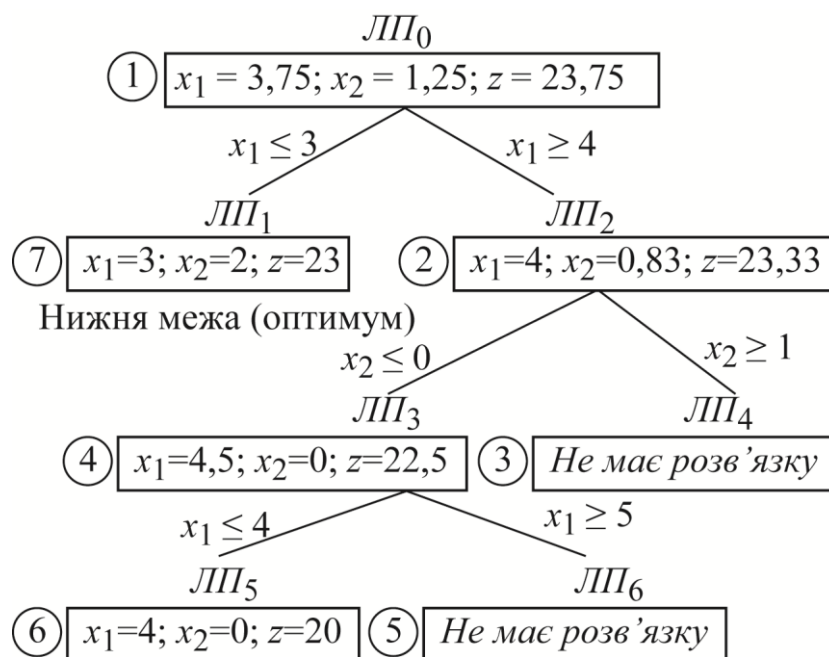 ЛП0
1 x1 = 3,75; x2 = 1,25; z = 23,75
x1 ≤ 3 x1 ≥ 4
ЛП1 ЛП2
7 x1=3; x2=2; z=23 2 x1=4; x2=0,83; z=23,33
Нижня межа (оптимум)
x2 ≤ 0 x2 ≥ 1
ЛП3 ЛП4
4 x1=4,5; x2=0; z=22,5 3 Не має розв’язку
x1 ≤ 4 x1 ≥ 5
ЛП5 ЛП6
6 x1=4; x2=0; z=20 5 Не має розв’язку